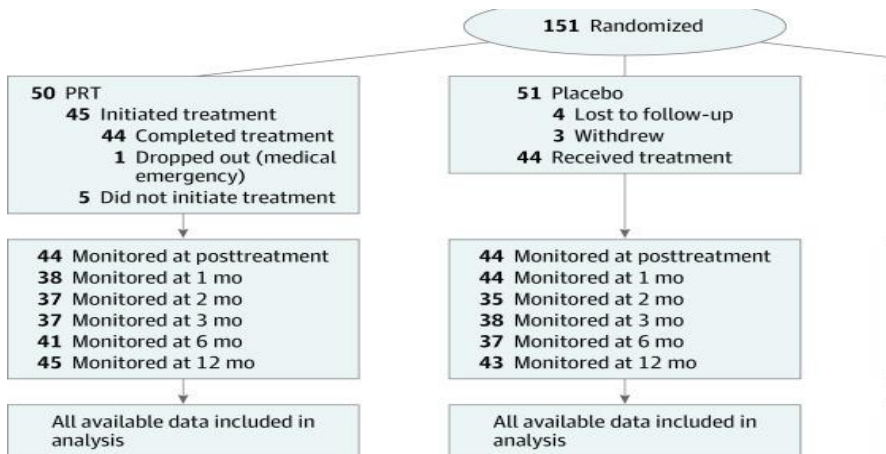 151 Randomized
50 PRT
45 Initiated treatment
44 Completed treatment
1 Dropped out (medical
emergency)
5 Did not initiate treatment
51 Placebo
4 Lost to follow-up
3 Withdrew
44 Received treatment
44 Monitored at posttreatment
38 Monitored at 1 mo
37 Monitored at 2 mo
37 Monitored at 3 mo
41 Monitored at 6 mo
45 Monitored at 12 mo
44 Monitored at posttreatment
44 Monitored at 1 mo
35 Monitored at 2 mo
38 Monitored at 3 mo
37 Monitored at 6 mo
43 Monitored at 12 mo
All available data included in
analysis
All available data included in
analysis